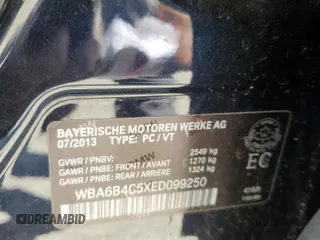 BAYERISCHE MOTOREN WERKE AG
07/2013 TYPE: PC / VT
GVWR / PNBV: 2549 kg
GAWR / PNBE: FRONT / AVANT 1270 kg
GAWR / PNBE: REAR / ARRIERE 1324 kg
WBA6B4C5XED099250
EC
DREAMBID